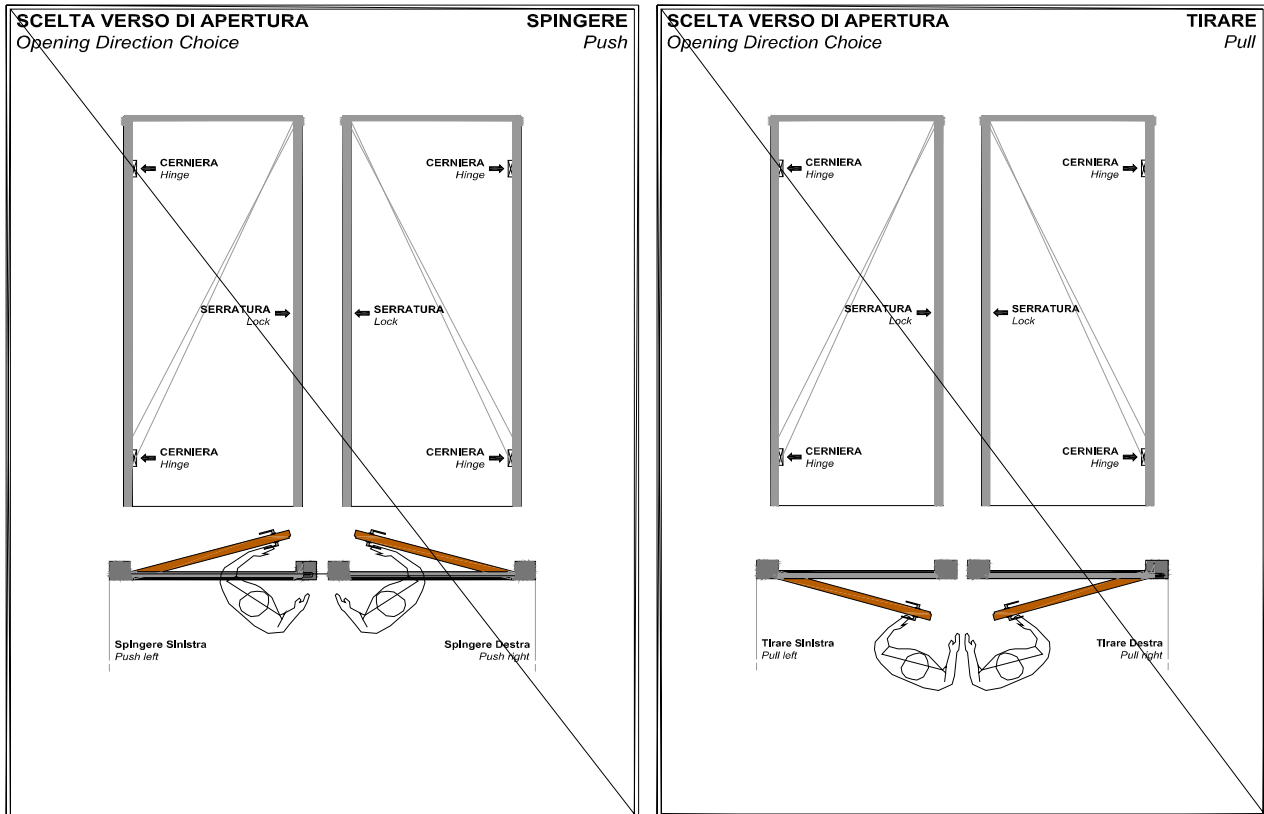 SCELTA VERSO DI APERTURA
Opening Direction Choice
SPINGERE
Push
CERNIERA
Hinge
CERNIERA
Hinge
SERRATURA
Lock
SERRATURA
Lock
CERNIERA
Hinge
CERNIERA
Hinge
Spingere Sinistra
Push left
Spingere Destra
Push right
SCELTA VERSO DI APERTURA
Opening Direction Choice
TIRARE
Pull
CERNIERA
Hinge
CERNIERA
Hinge
SERRATURA
Lock
SERRATURA
Lock
CERNIERA
Hinge
CERNIERA
Hinge
Tirare Sinistra
Pull left
Tirare Destra
Pull right